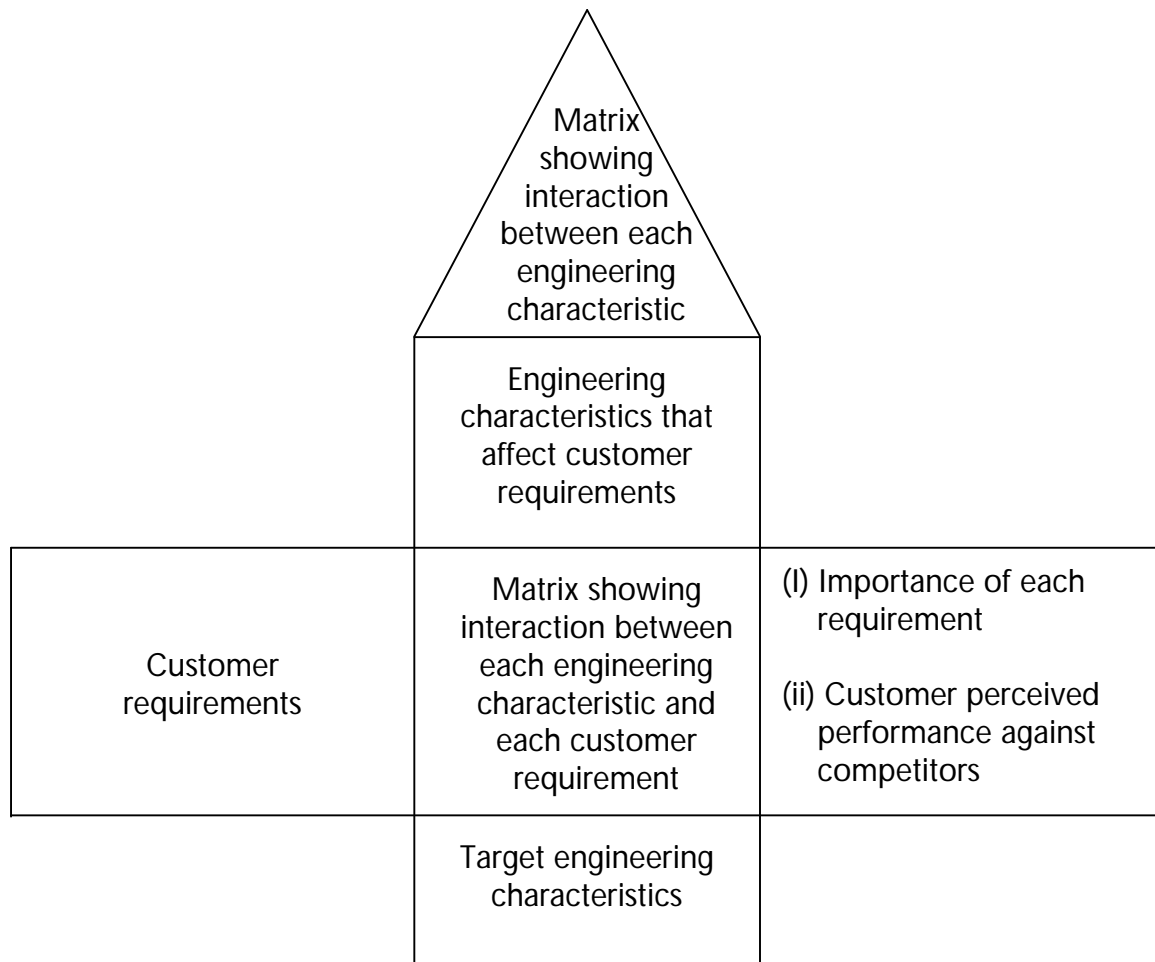 Matrix
showing
interaction
between each
engineering
characteristic
Engineering
characteristics that
affect customer
requirements
Customer
requirements
Matrix showing
interaction between
each engineering
characteristic and
each customer
requirement
(I) Importance of each
requirement
(ii) Customer perceived
performance against
competitors
Target engineering
characteristics